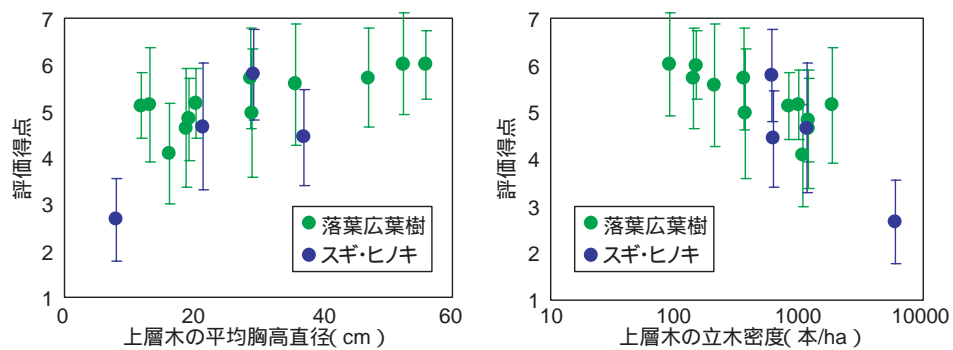 7
6
5
4
3
2
1
評価得点
落葉広葉樹
スギ・ヒノキ
0
20
40
60
上層木の平均胸高直径(cm)
7
6
5
4
3
2
1
評価得点
落葉広葉樹
スギ・ヒノキ
10
100
1000
10000
上層木の立木密度(本/ha)